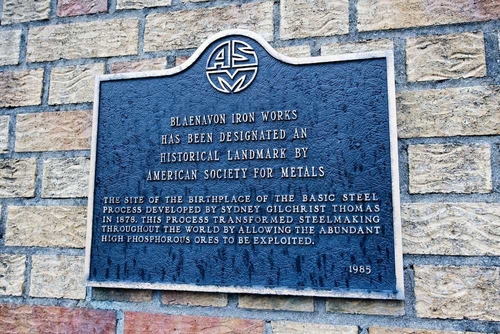 ASM
BLAENAVON IRON WORKS
HAS BEEN DESIGNATED AN
HISTORICAL LANDMARK BY
AMERICAN SOCIETY FOR METALS
THE SITE OF THE BIRTHPLACE OF THE BASIC STEEL
PROCESS DEVELOPED BY SYDNEY GILCHRIST THOMAS
IN 1878. THIS PROCESS TRANSFORMED STEELMAKING
THROUGHOUT THE WORLD BY ALLOWING THE ABUNDANT
HIGH PHOSPHOROUS ORES TO BE EXPLOITED.
1985